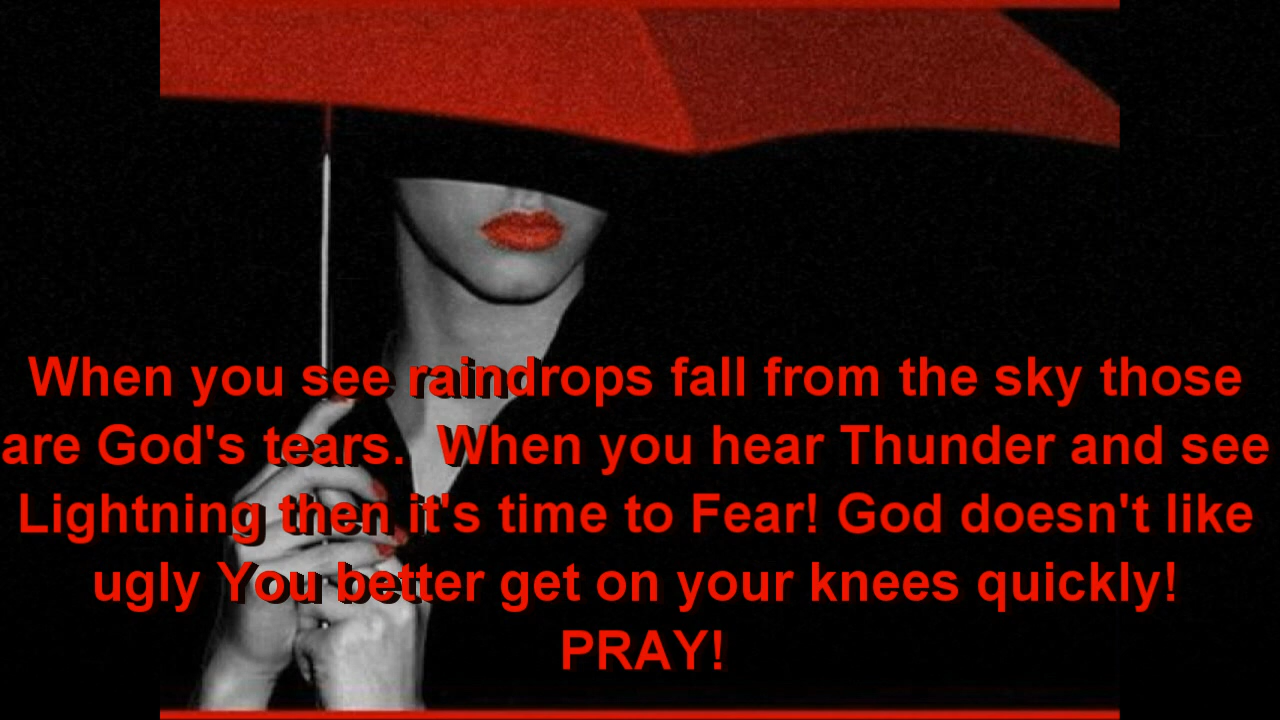 When you see raindrops fall from the sky those
are God's tears.  When you hear Thunder and see
Lightning then it's time to Fear! God doesn't like
ugly You better get on your knees quickly!
PRAY!